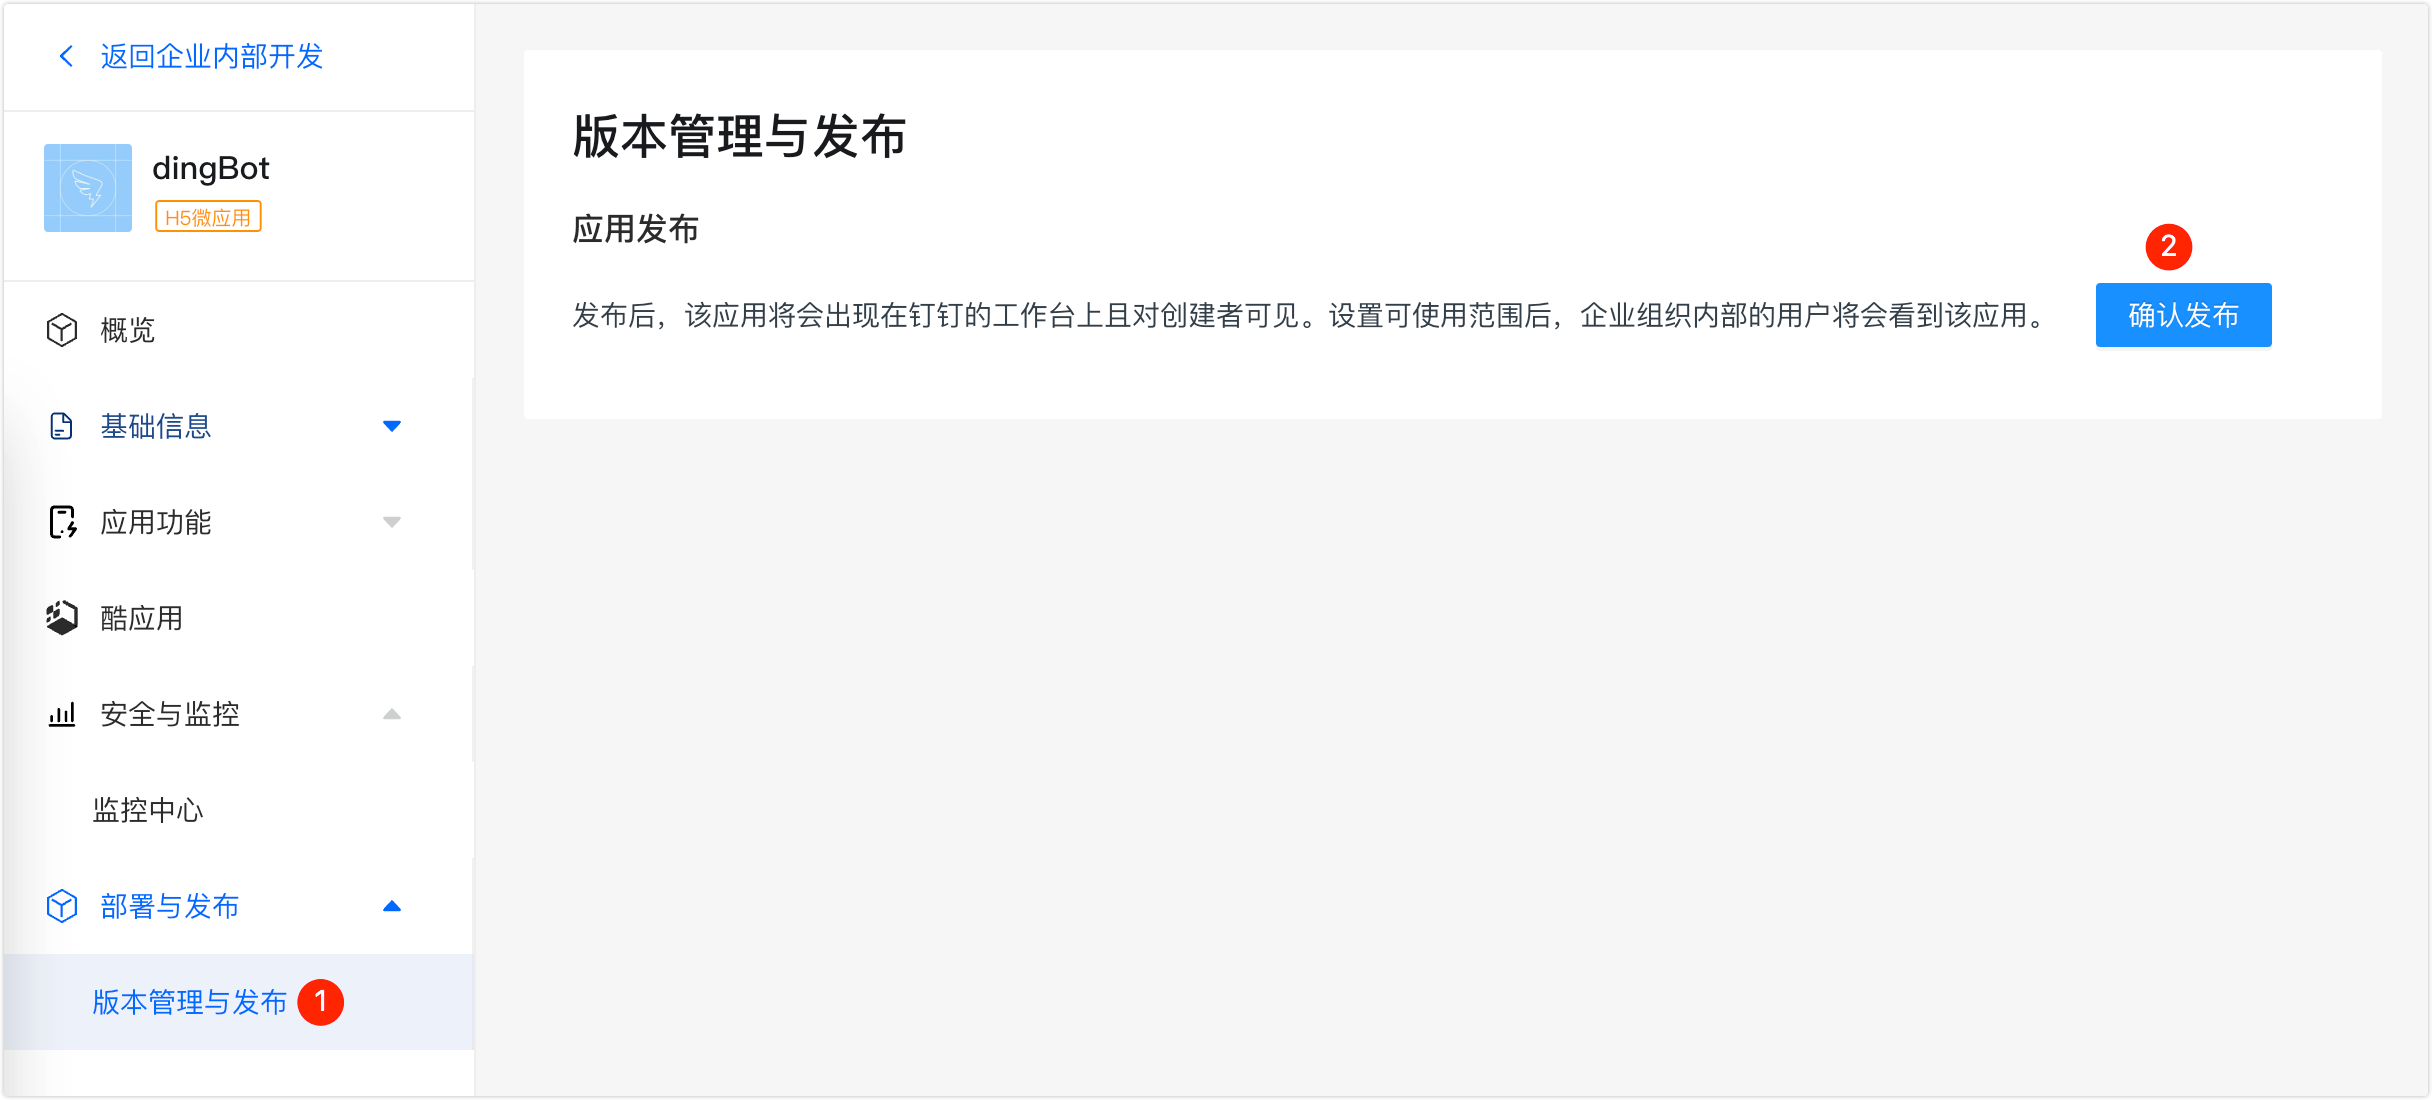 返回企业内部开发
dingBot
H5微应用
概览
基础信息
应用功能
酷应用
安全与监控
监控中心
部署与发布
版本管理与发布 1
版本管理与发布
应用发布
2
发布后，该应用将会出现在钉钉的工作台上且对创建者可见。设置可使用范围后，企业组织内部的用户将会看到该应用。 确认发布